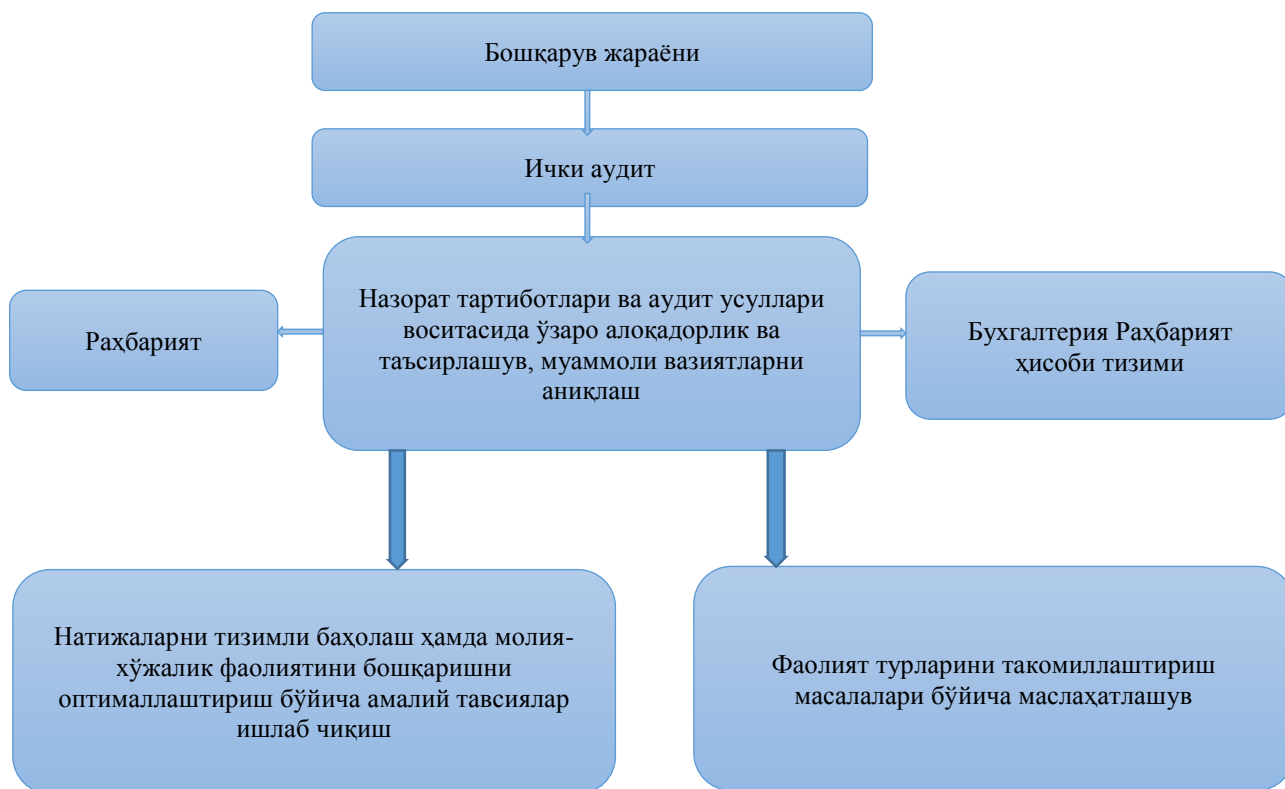 Бошқарув жараёни
Ички аудит
Назорат тартиботлари ва аудит усуллари
воситасида ўзаро алоқадорлик ва
таъсирлашув, муаммоли вазиятларни
аниқлаш
Раҳбарият
Бухгалтерия Раҳбарият
ҳисоби тизими
Натижаларни тизимли баҳолаш ҳамда молия-
хўжалик фаолиятини бошқаришни
оптималлаштириш бўйича амалий тавсиялар
ишлаб чиқиш
Фаолият турларини такомиллаштириш
масалалари бўйича маслаҳатлашув